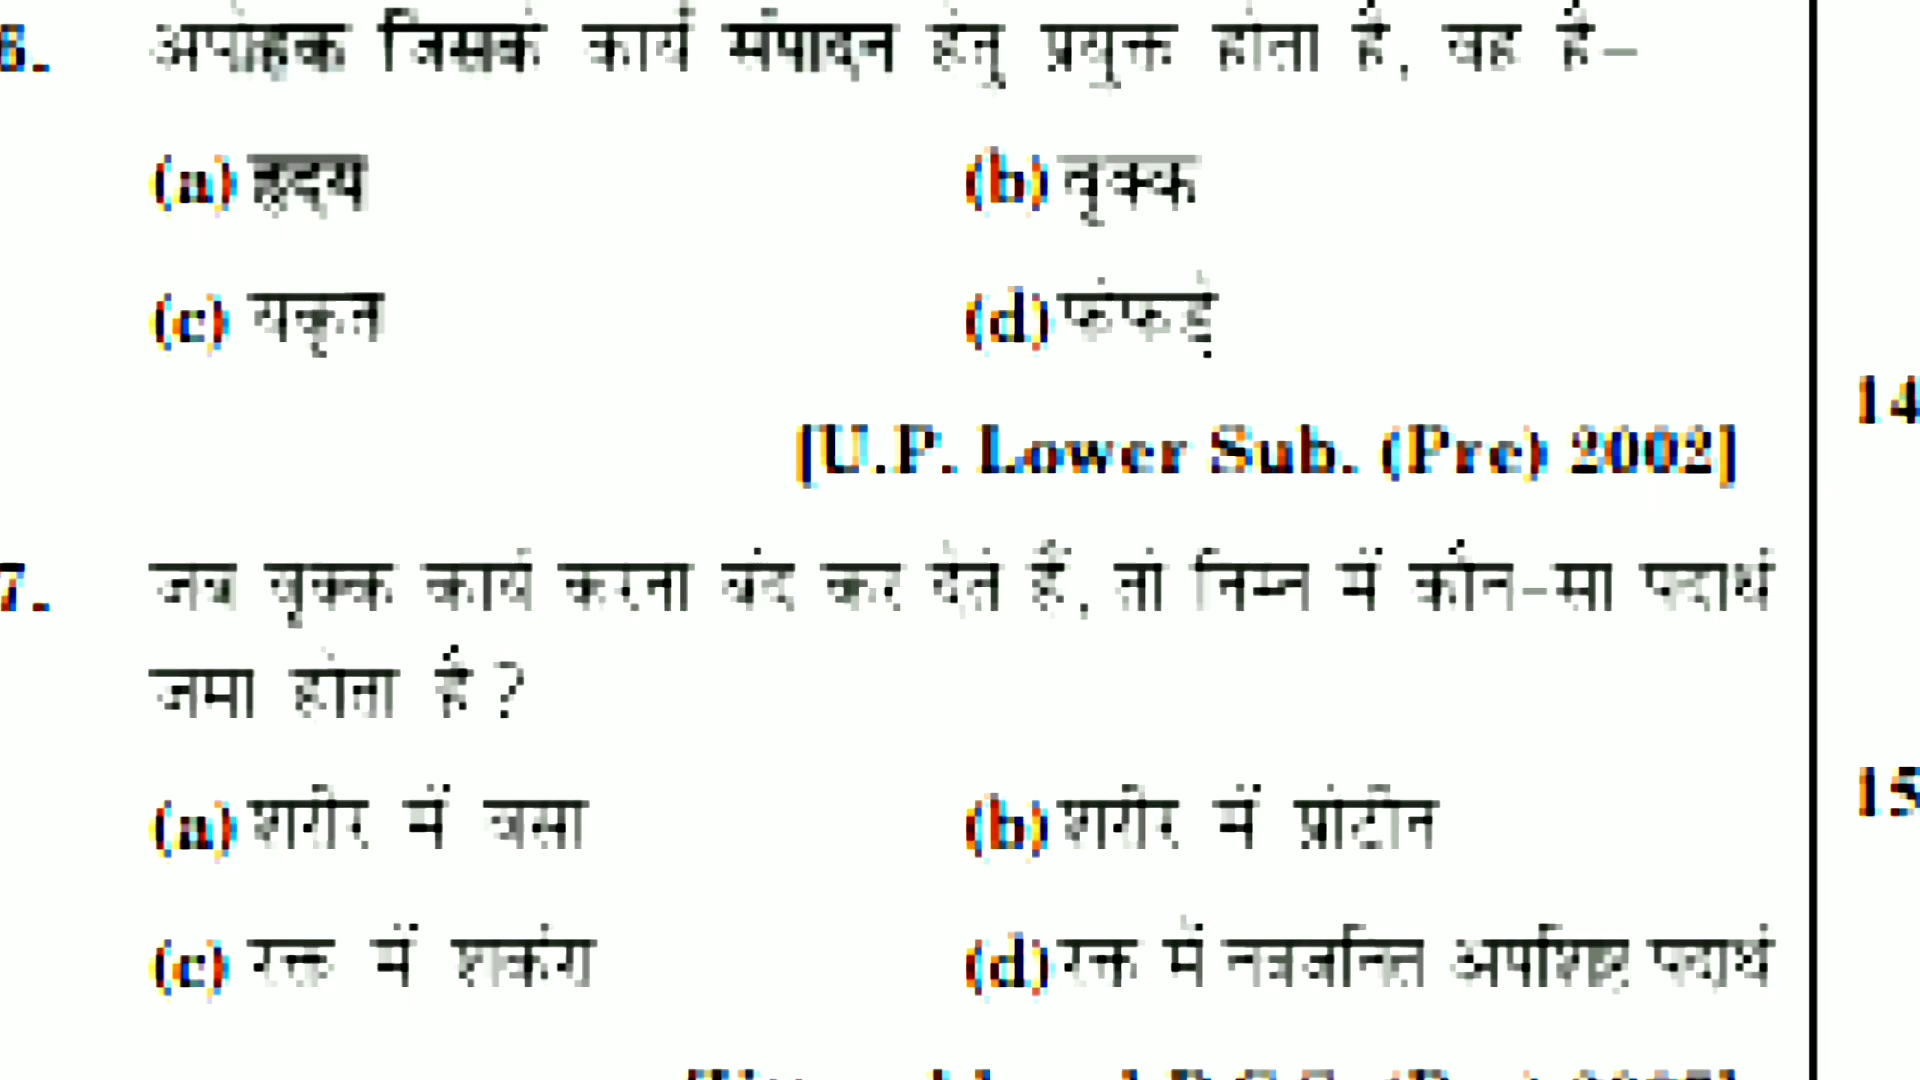 6. अपोहक जिसके कार्य संपादन हेतु प्रयुक्त होता है, वह है–
(a) हृदय (b) वृक्क
(c) यकृत (d) फेफड़े
[U.P. Lower Sub. (Pre) 2002]
14
7. जब वृक्क कार्य करना बंद कर देते हैं, तो निम्न में कौन-सा पदार्थ
जमा होता है?
15
(a) शरीर में वसा (b) शरीर में प्रोटीन
(c) रक्त में शर्करा (d) रक्त में नत्रजनित अपशिष्ट पदार्थ